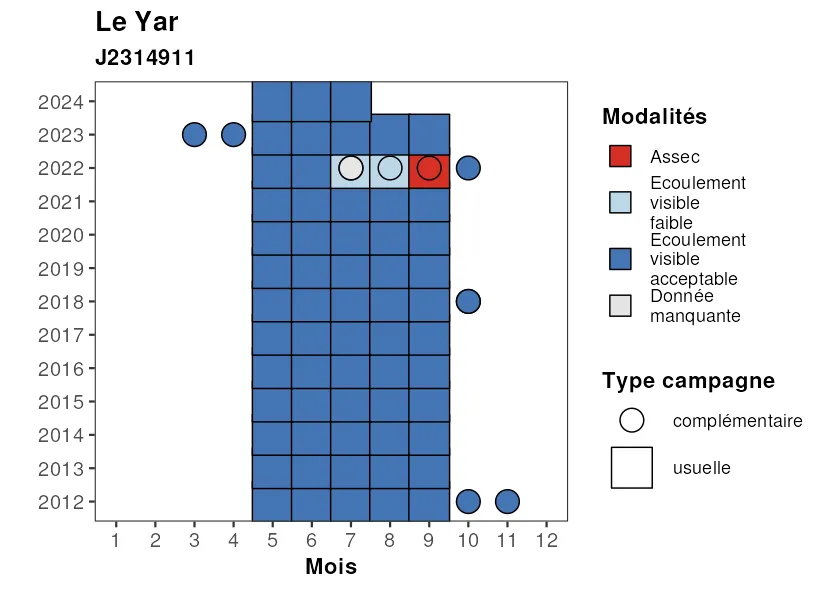 Le Yar
J2314911
2024
2023
2022
2021
2020
2019
2018
2017
2016
2015
2014
2013
2012
1 2 3 4 5 6 7 8 9 10 11 12
Mois
Modalités
Assec
Ecoulement
visible
faible
Ecoulement
visible
acceptable
Donnée
manquante
Type campagne
complémentaire
usuelle